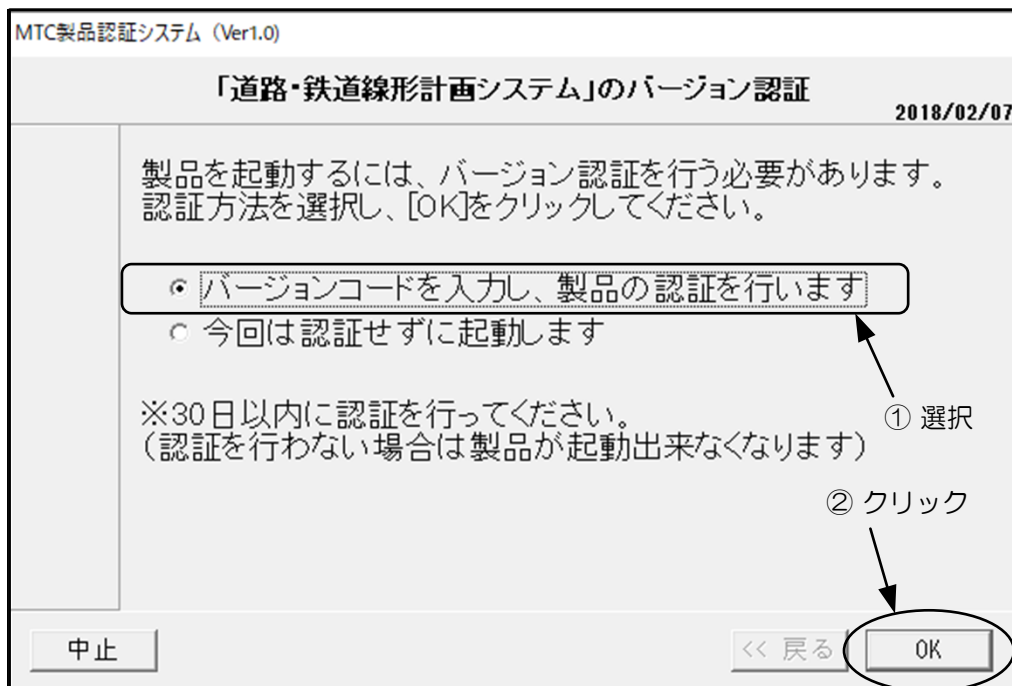 MTC製品認証システム（Ver1.0)
「道路・鉄道線形計画システム」のバージョン認証
2018/02/07
製品を起動するには、バージョン認証を行う必要があります。
認証方法を選択し、[OK]をクリックしてください。
バージョンコードを入力し、製品の認証を行います
今回は認証せずに起動します
① 選択
※30日以内に認証を行ってください。
（認証を行わない場合は製品が起動出来なくなります）
② クリック
中止
<< 戻る
OK